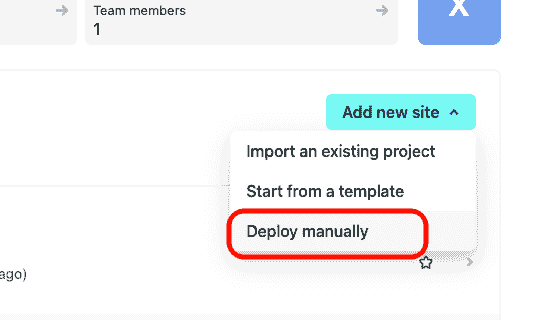 Team members
1
X
Add new site
Import an existing project
Start from a template
Deploy manually
ago)